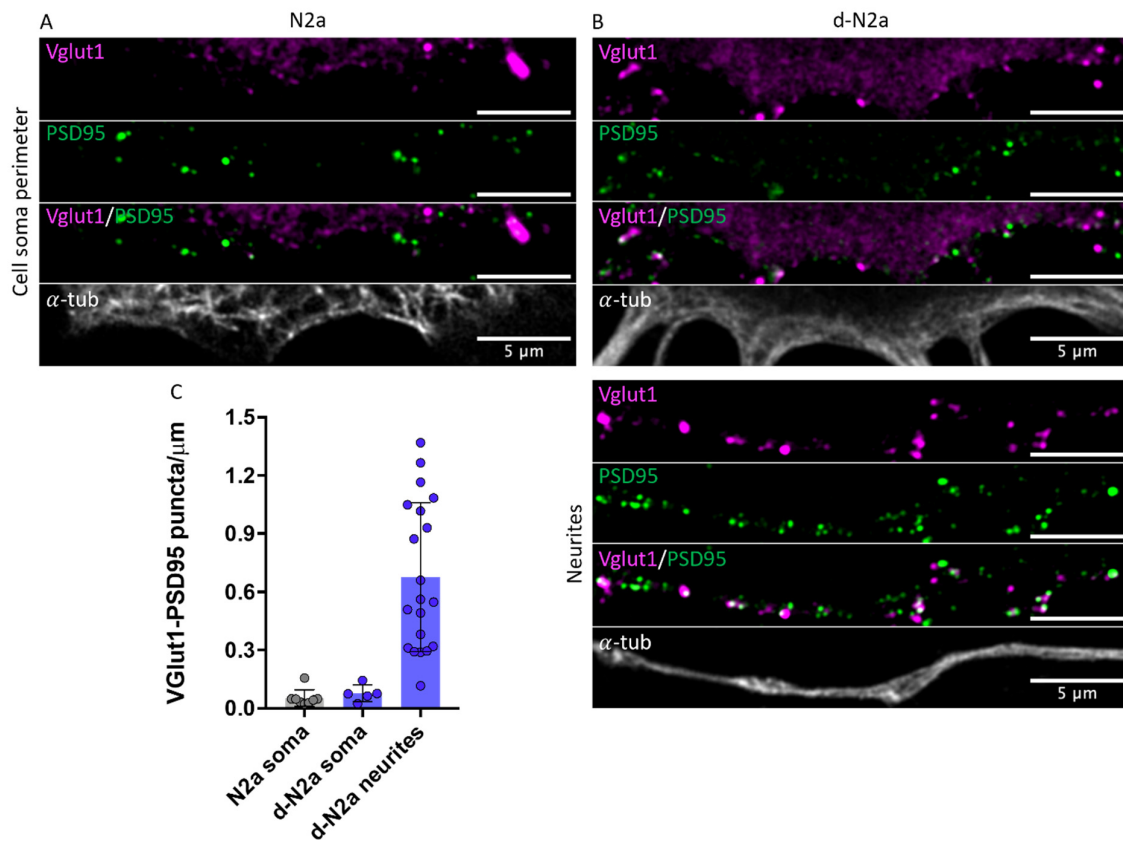 A
N2a
Cell soma perimeter
Vglut1
PSD95
Vglut1/PSD95
α-tub
5 μm
B
d-N2a
Vglut1
PSD95
Vglut1/PSD95
α-tub
5 μm
Neurites
Vglut1
PSD95
Vglut1/PSD95
α-tub
5 μm
C
VGlut1-PSD95 puncta/μm
1.5
1.2
0.9
0.6
0.3
0.0
N2a soma
d-N2a soma
d-N2a neurites